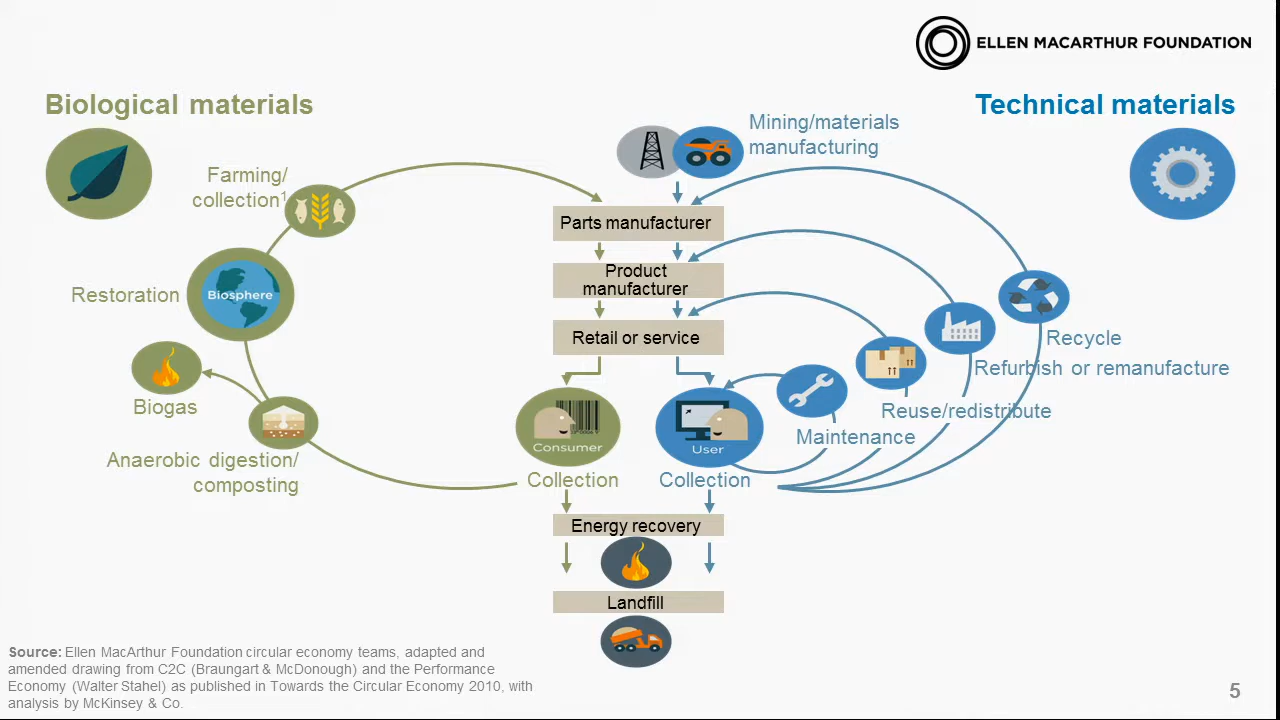 ELLEN MACARTHUR FOUNDATION
Biological materials
Technical materials
Mining/materials
manufacturing
Farming/
collection¹
Parts manufacturer
Product
manufacturer
Restoration
Biosphere
Retail or service
Recycle
Refurbish or remanufacture
Biogas
Reuse/redistribute
Maintenance
Consumer
User
Anaerobic digestion/
composting
Collection
Collection
Energy recovery
Landfill
Source: Ellen MacArthur Foundation circular economy teams, adapted and
amended drawing from C2C (Braungart & McDonough) and the Performance
Economy (Walter Stahel) as published in Towards the Circular Economy 2010, with
analysis by McKinsey & Co.
5